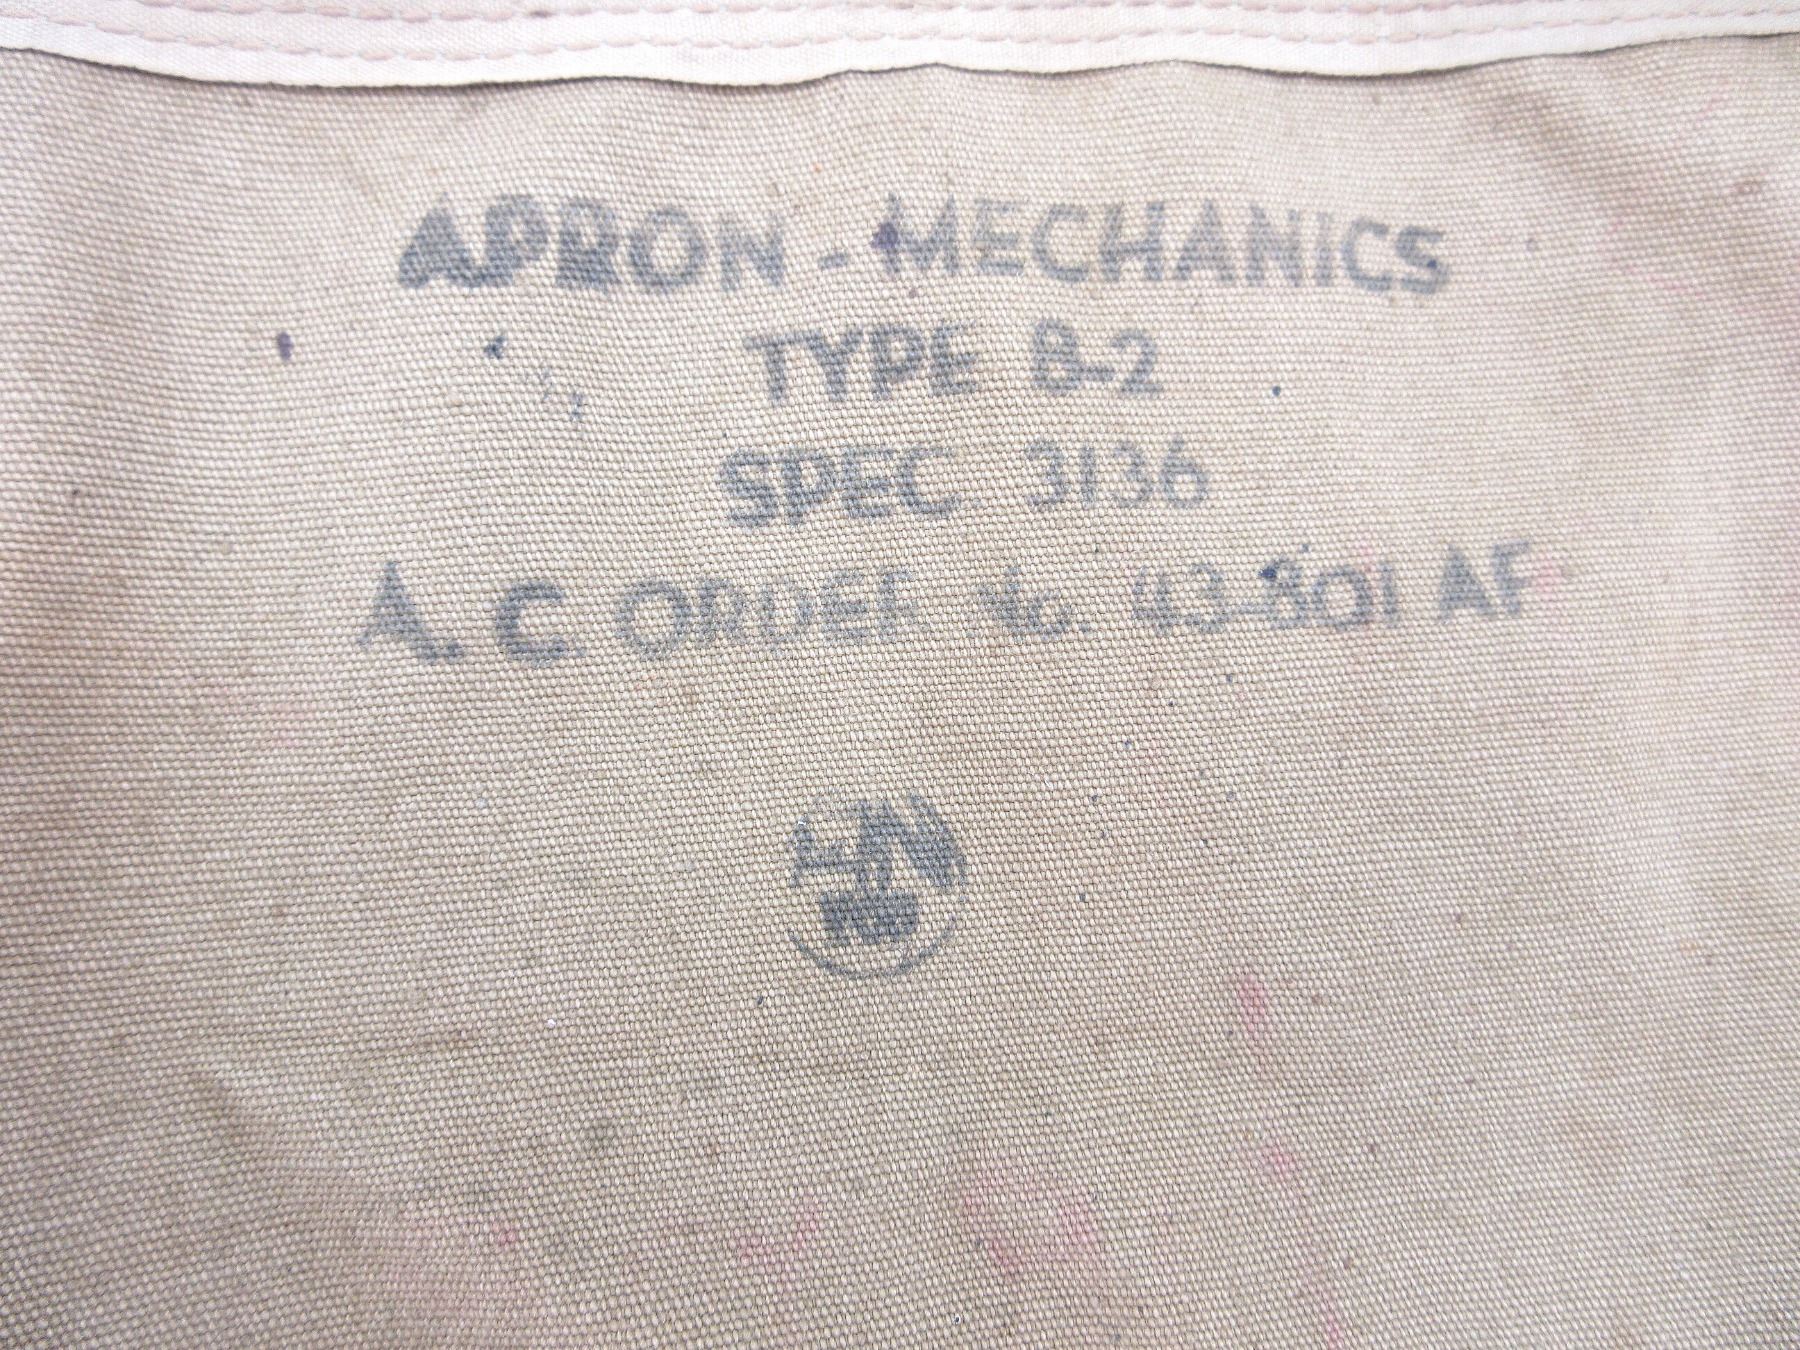 APRON - MECHANICS
TYPE B-2
SPEC. 3136
A. C. ORDER No. 43-801 AF